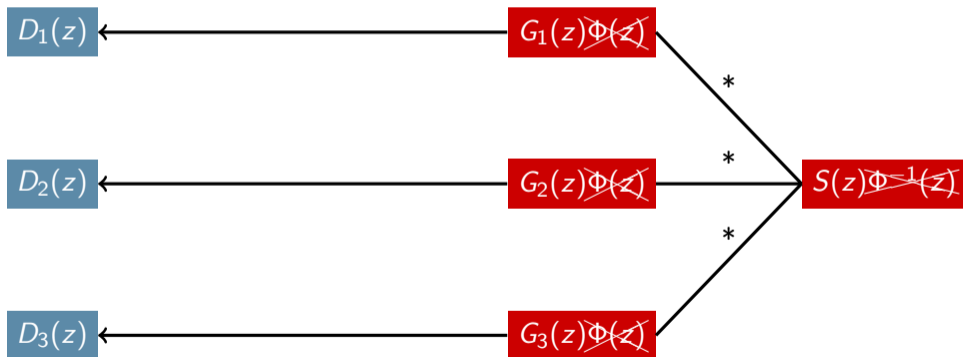 D₁(z) G₁(z)Φ(z)
*
D₂(z) G₂(z)Φ(z) * S(z)Φ⁻¹(z)
*
D₃(z) G₃(z)Φ(z)